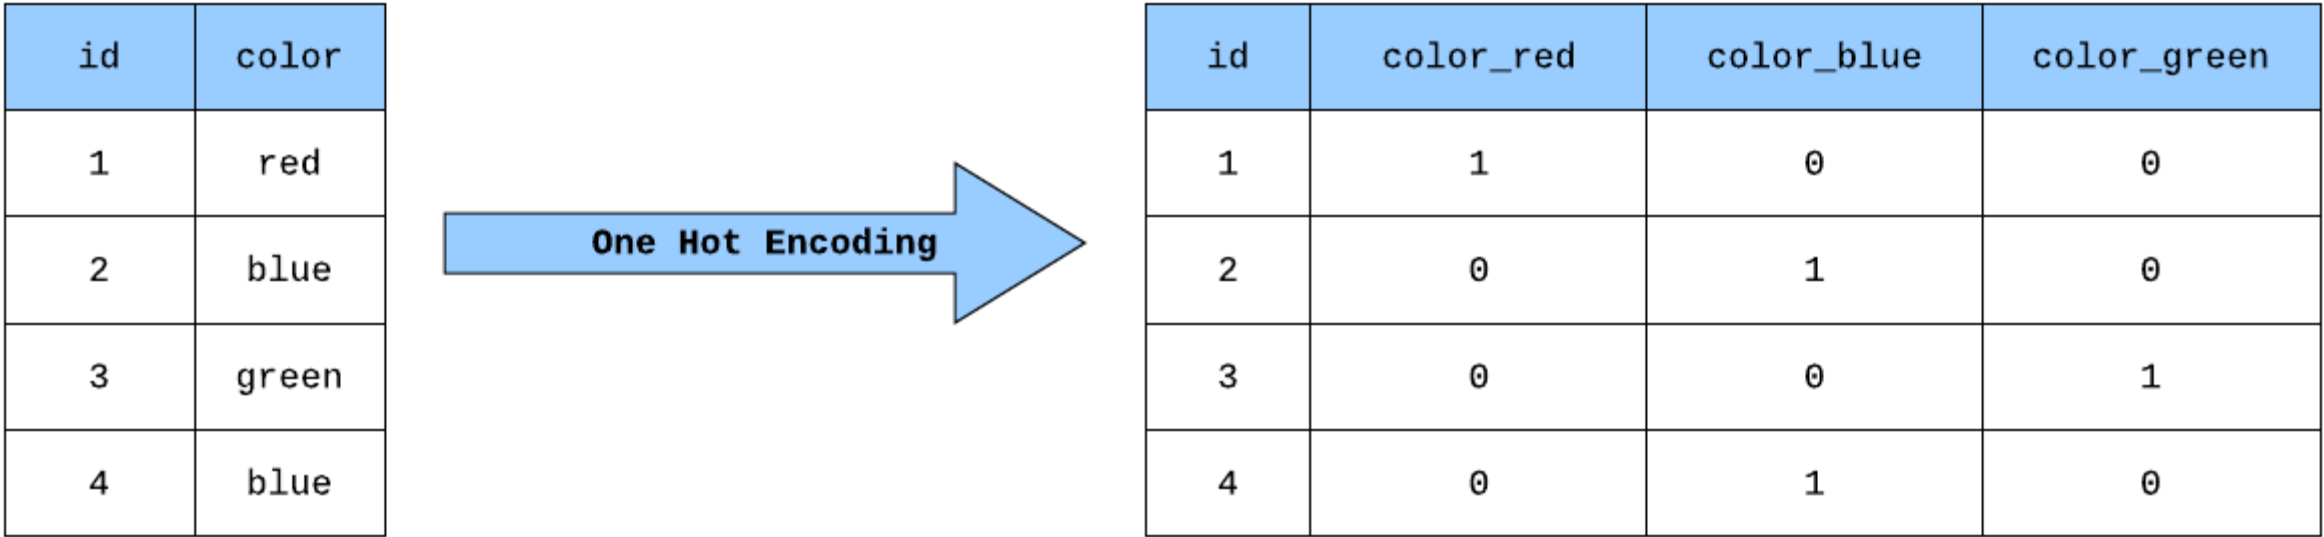 id color
1 red
2 blue
3 green
4 blue
One Hot Encoding
id color_red color_blue color_green
1 1 0 0
2 0 1 0
3 0 0 1
4 0 1 0